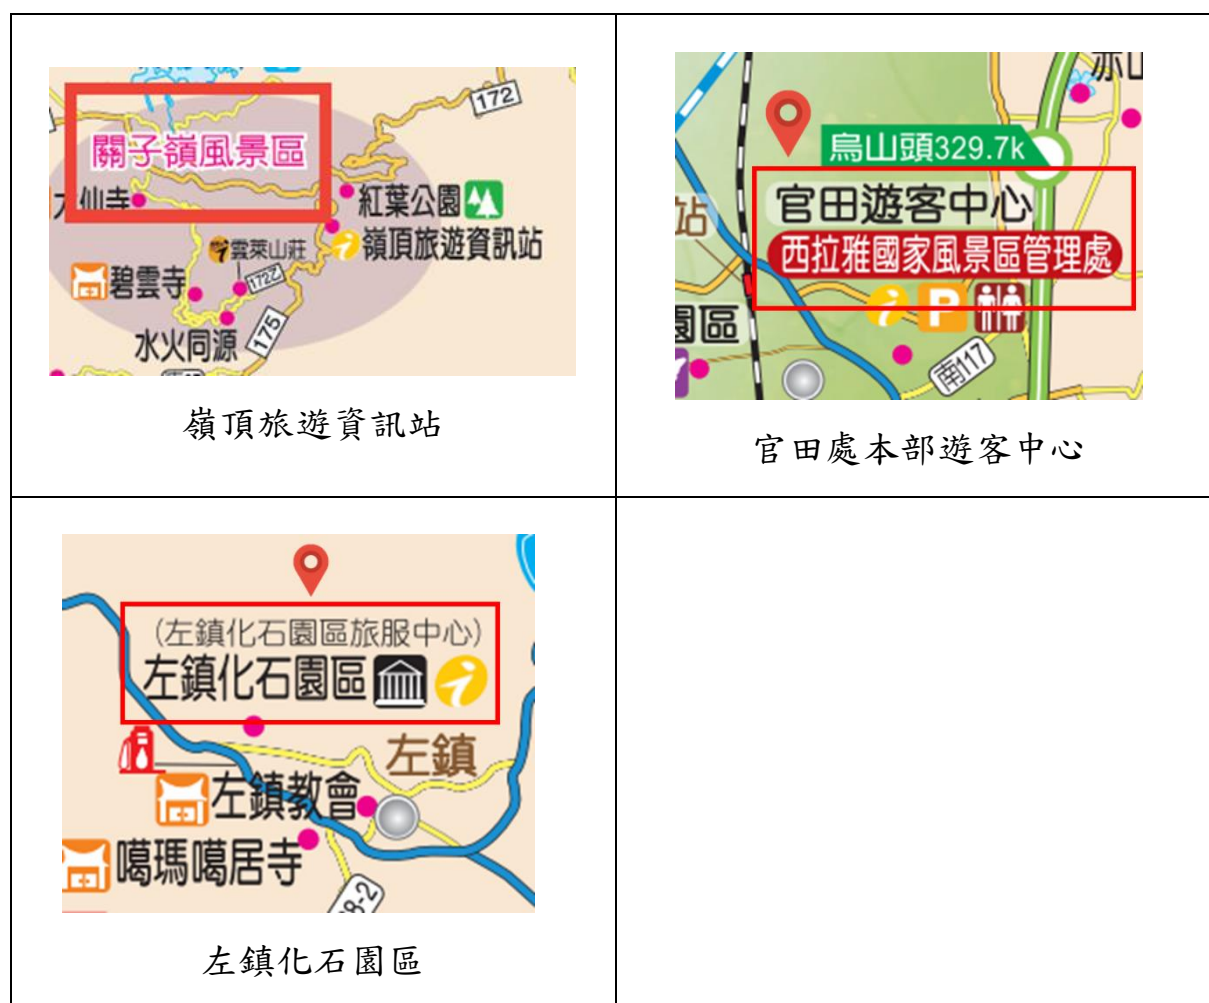 172
關子嶺風景區
大仙寺
紅葉公園
雲萊山莊
嶺頂旅遊資訊站
碧雲寺
172乙
水火同源
175
嶺頂旅遊資訊站
烏山頭329.7k
官田遊客中心
站
西拉雅國家風景區管理處
P
園區
南117
官田處本部遊客中心
(左鎮化石園區旅服中心)
左鎮化石園區
左鎮
左鎮教會
噶瑪噶居寺
左鎮化石園區